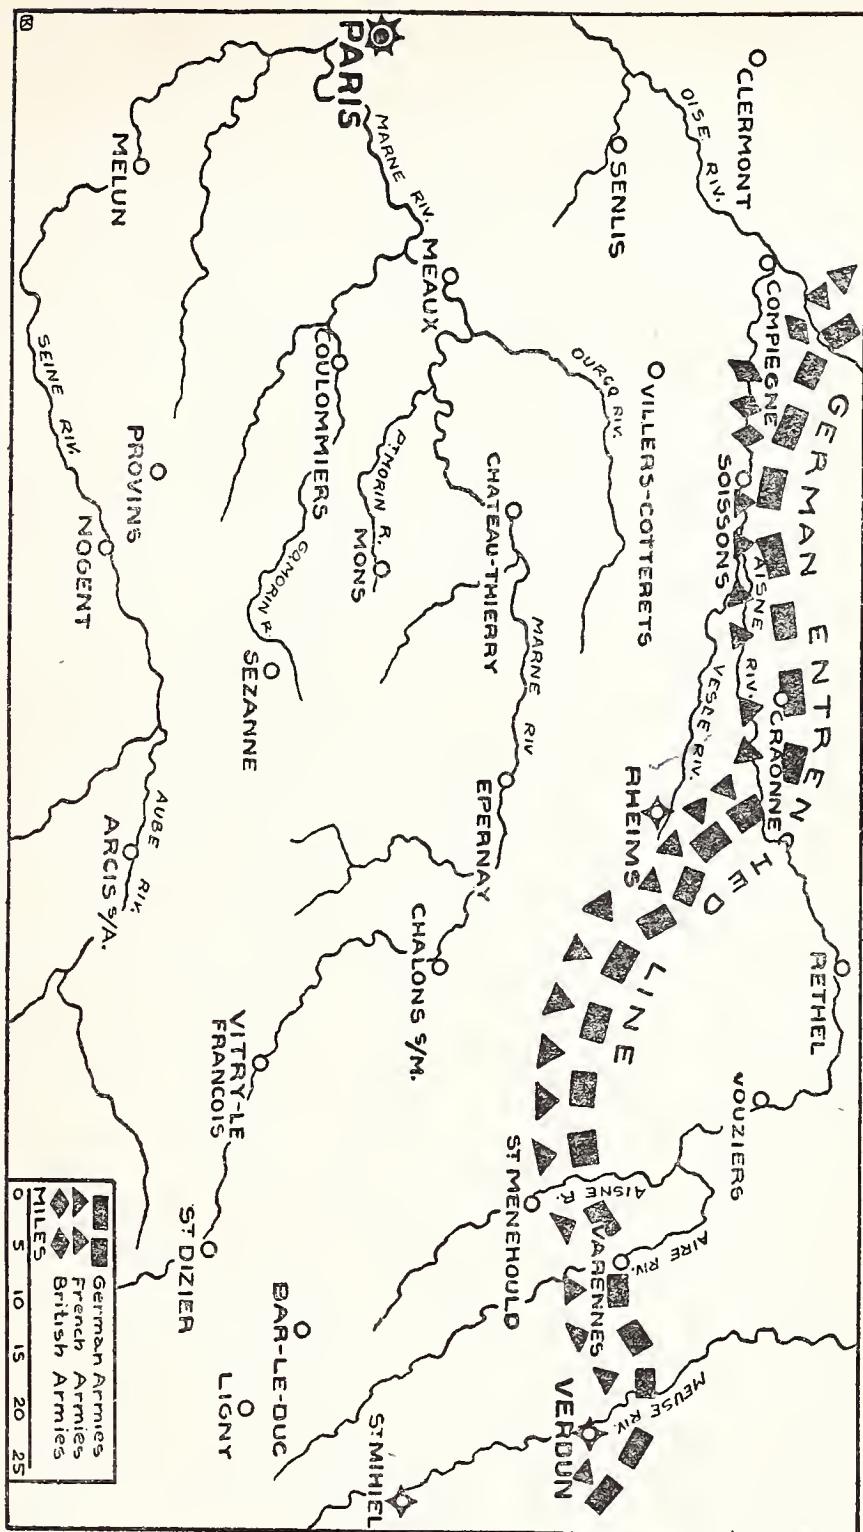 GERMAN ENTRENCHED LINE
CLERMONT
OISE RIV.
SENLIS
COMPIEGNE
VILLERS-COTTERETS
OURCQ RIV.
SOISSONS
AISNE RIV.
VESLE RIV.
CRAONNE
RHEIMS
RETHEL
VOUZIERS
AISNE R.
AIRE RIV.
VARENNES
ST MENEHOULD
MEUSE RIV.
VERDUN
PARIS
MARNE RIV.
MEAUX
COULOMMIERS
PT. MORIN R.
MONS
GD. MORIN R.
SEZANNE
CHATEAU-THIERRY
MARNE RIV
EPERNAY
CHALONS S/M.
VITRY-LE
FRANCOIS
ST DIZIER
BAR-LE-DUC
LIGNY
ST MIHIEL
MELUN
SEINE RIV.
PROVINS
NOGENT
AUBE RIV.
ARCIS S/A.
German Armies
French Armies
British Armies
MILES
0 5 10 15 20 25